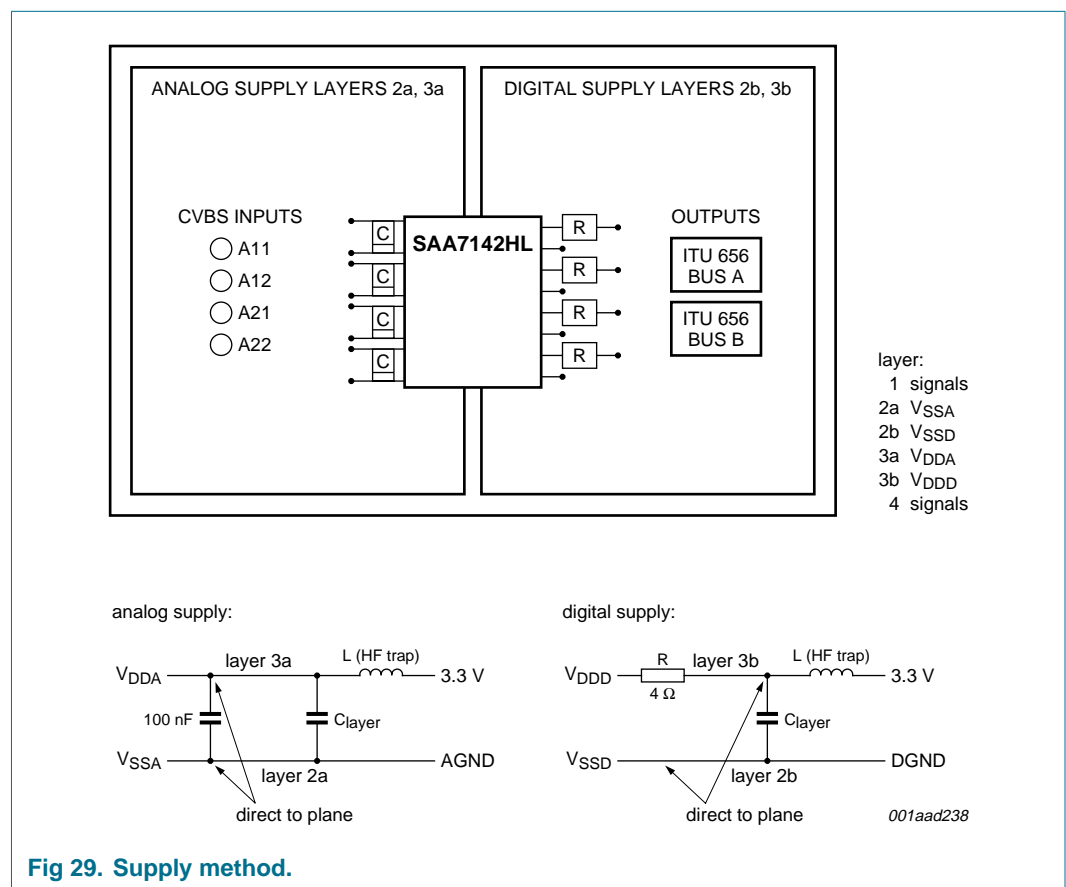 ANALOG SUPPLY LAYERS 2a, 3a
DIGITAL SUPPLY LAYERS 2b, 3b
CVBS INPUTS
A11
A12
A21
A22
C
C
C
C
SAA7142HL
R
R
R
R
OUTPUTS
ITU 656
BUS A
ITU 656
BUS B
layer:
1 signals
2a VSSA
2b VSSD
3a VDDA
3b VDDD
4 signals
analog supply:
VDDA
layer 3a
L (HF trap)
3.3 V
100 nF
Clayer
VSSA
layer 2a
AGND
direct to plane
digital supply:
VDDD
R
4 Ω
layer 3b
L (HF trap)
3.3 V
Clayer
VSSD
layer 2b
DGND
direct to plane
001aad238
Fig 29. Supply method.